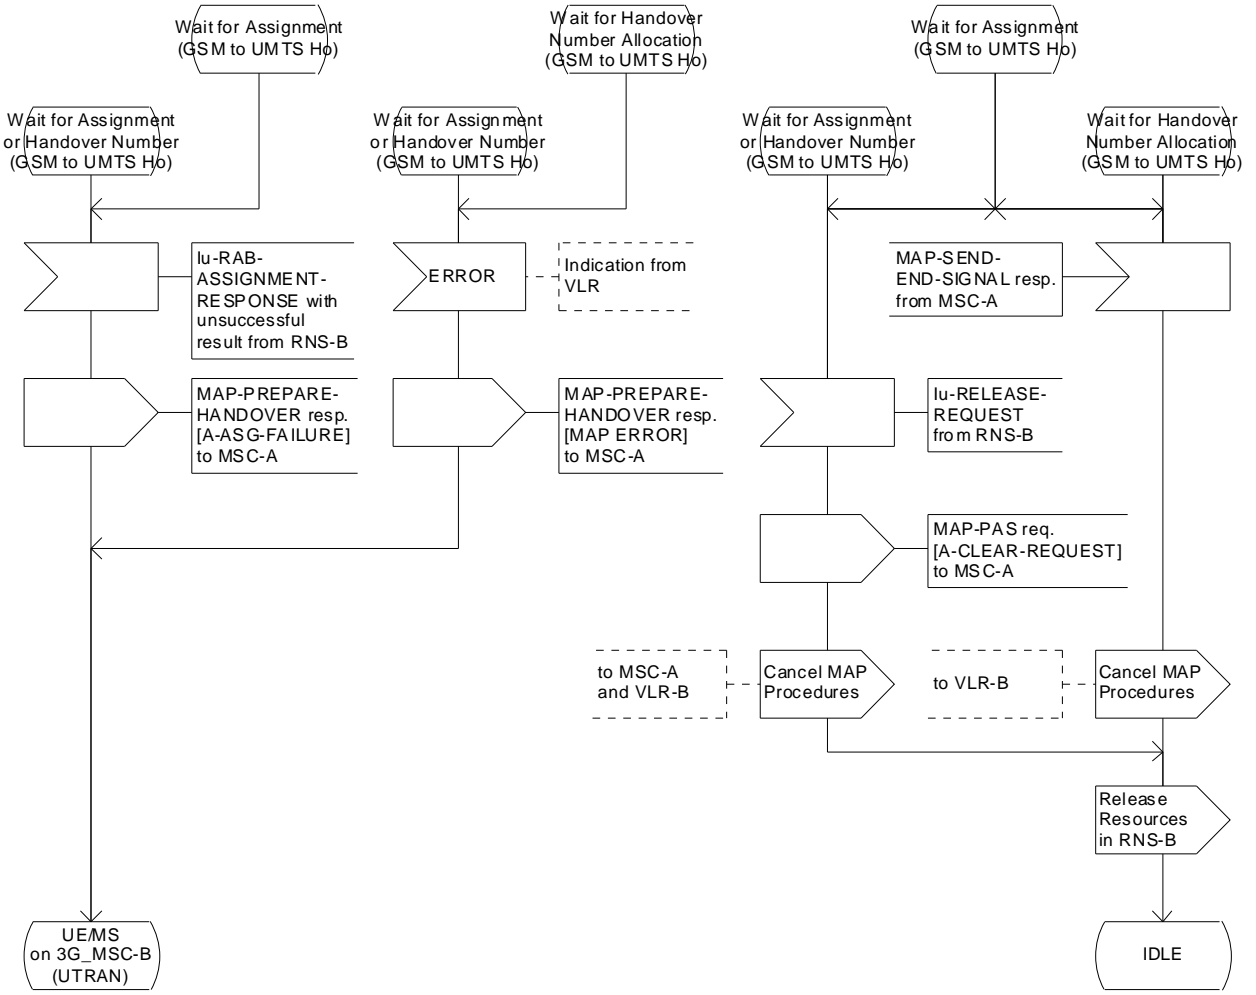 Wait for Assignment
(GSM to UMTS Ho)
Wait for Handover
Number Allocation
(GSM to UMTS Ho)
Wait for Assignment
(GSM to UMTS Ho)
Wait for Assignment
or Handover Number
(GSM to UMTS Ho)
Wait for Assignment
or Handover Number
(GSM to UMTS Ho)
Wait for Assignment
or Handover Number
(GSM to UMTS Ho)
Wait for Handover
Number Allocation
(GSM to UMTS Ho)
Iu-RAB-
ASSIGNMENT-
RESPONSE with
unsuccessful
result from RNS-B
ERROR
Indication from
VLR
MAP-SEND-
END-SIGNAL resp.
from MSC-A
MAP-PREPARE-
HANDOVER resp.
[A-ASG-FAILURE]
to MSC-A
MAP-PREPARE-
HANDOVER resp.
[MAP ERROR]
to MSC-A
Iu-RELEASE-
REQUEST
from RNS-B
MAP-PAS req.
[A-CLEAR-REQUEST]
to MSC-A
to MSC-A
and VLR-B
Cancel MAP
Procedures
to VLR-B
Cancel MAP
Procedures
Release
Resources
in RNS-B
UE/MS
on 3G_MSC-B
(UTRAN)
IDLE